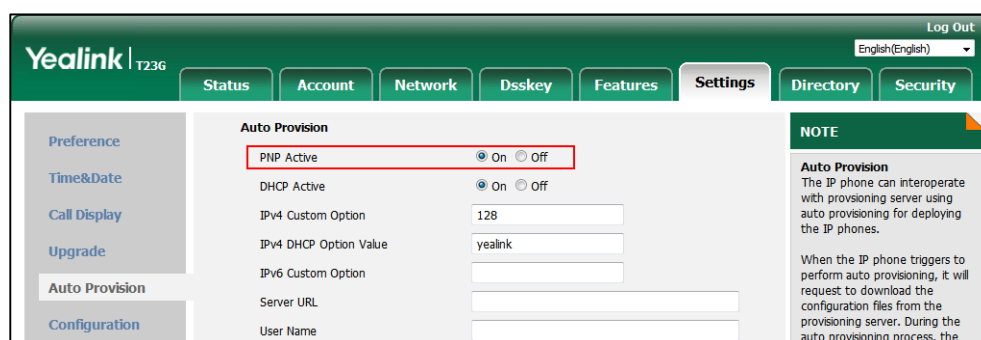 Log Out
Yealink T23G
English(English)
Status Account Network Dsskey Features Settings Directory Security
Preference
Time&Date
Call Display
Upgrade
Auto Provision
Configuration
Auto Provision
PNP Active On Off
DHCP Active On Off
IPv4 Custom Option 128
IPv4 DHCP Option Value yealink
IPv6 Custom Option
Server URL
User Name
NOTE
Auto Provision
The IP phone can interoperate
with provsioning server using
auto provisioning for deploying
the IP phones.
When the IP phone triggers to
perform auto provisioning, it will
request to download the
configuration files from the
provisioning server. During the
auto provisioning process, the